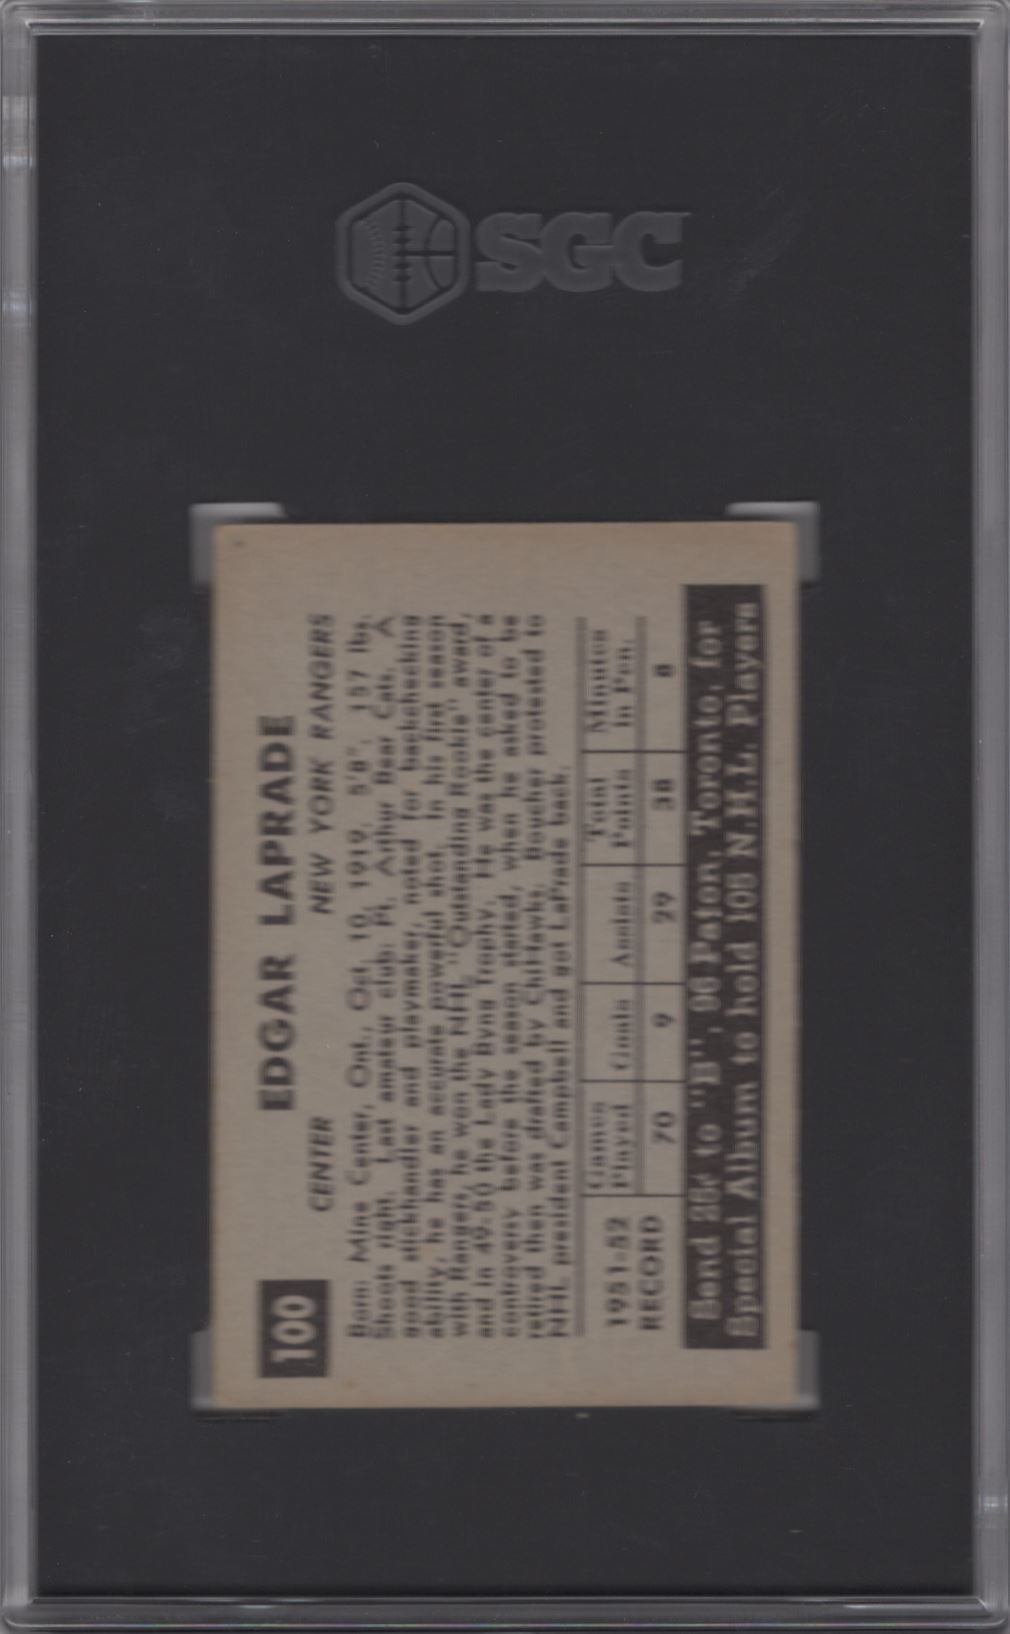 SGC
100
EDGAR LAPRADE
CENTER NEW YORK RANGERS
Born: Mine Center, Ont., Oct. 10, 1919. 5'8", 157 lbs.
Shoots right. Last amateur club: Pt. Arthur Bear Cats. A
good stickhandler and playmaker, noted for backchecking
ability, he has an accurate powerful shot. In his first season
with Rangers, he won the NHL "Outstanding Rookie" award,
and in 49-50 the Lady Byng Trophy. He was the center of a
controversy before the season started, when he asked to be
retired then was drafted by ChiHawks. Boucher protested to
NHL president Campbell and got LaPrade back.
1951-52 RECORD
Games Played Goals Assists Total Points Minutes in Pen.
70 9 29 38 8
Send 25¢ to "B", 96 Paton, Toronto, for
Special Album to hold 105 N.H.L. Players